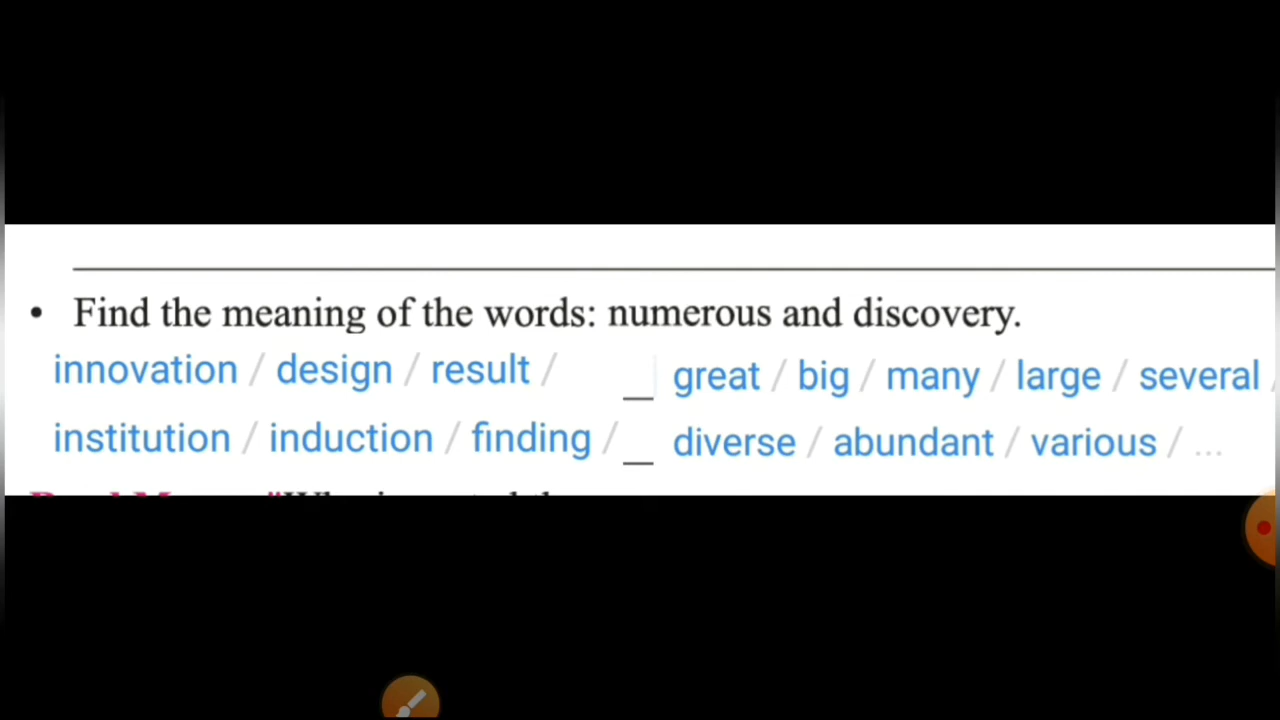 • Find the meaning of the words: numerous and discovery.
innovation / design / result /
institution / induction / finding /
great / big / many / large / several /
diverse / abundant / various / ...